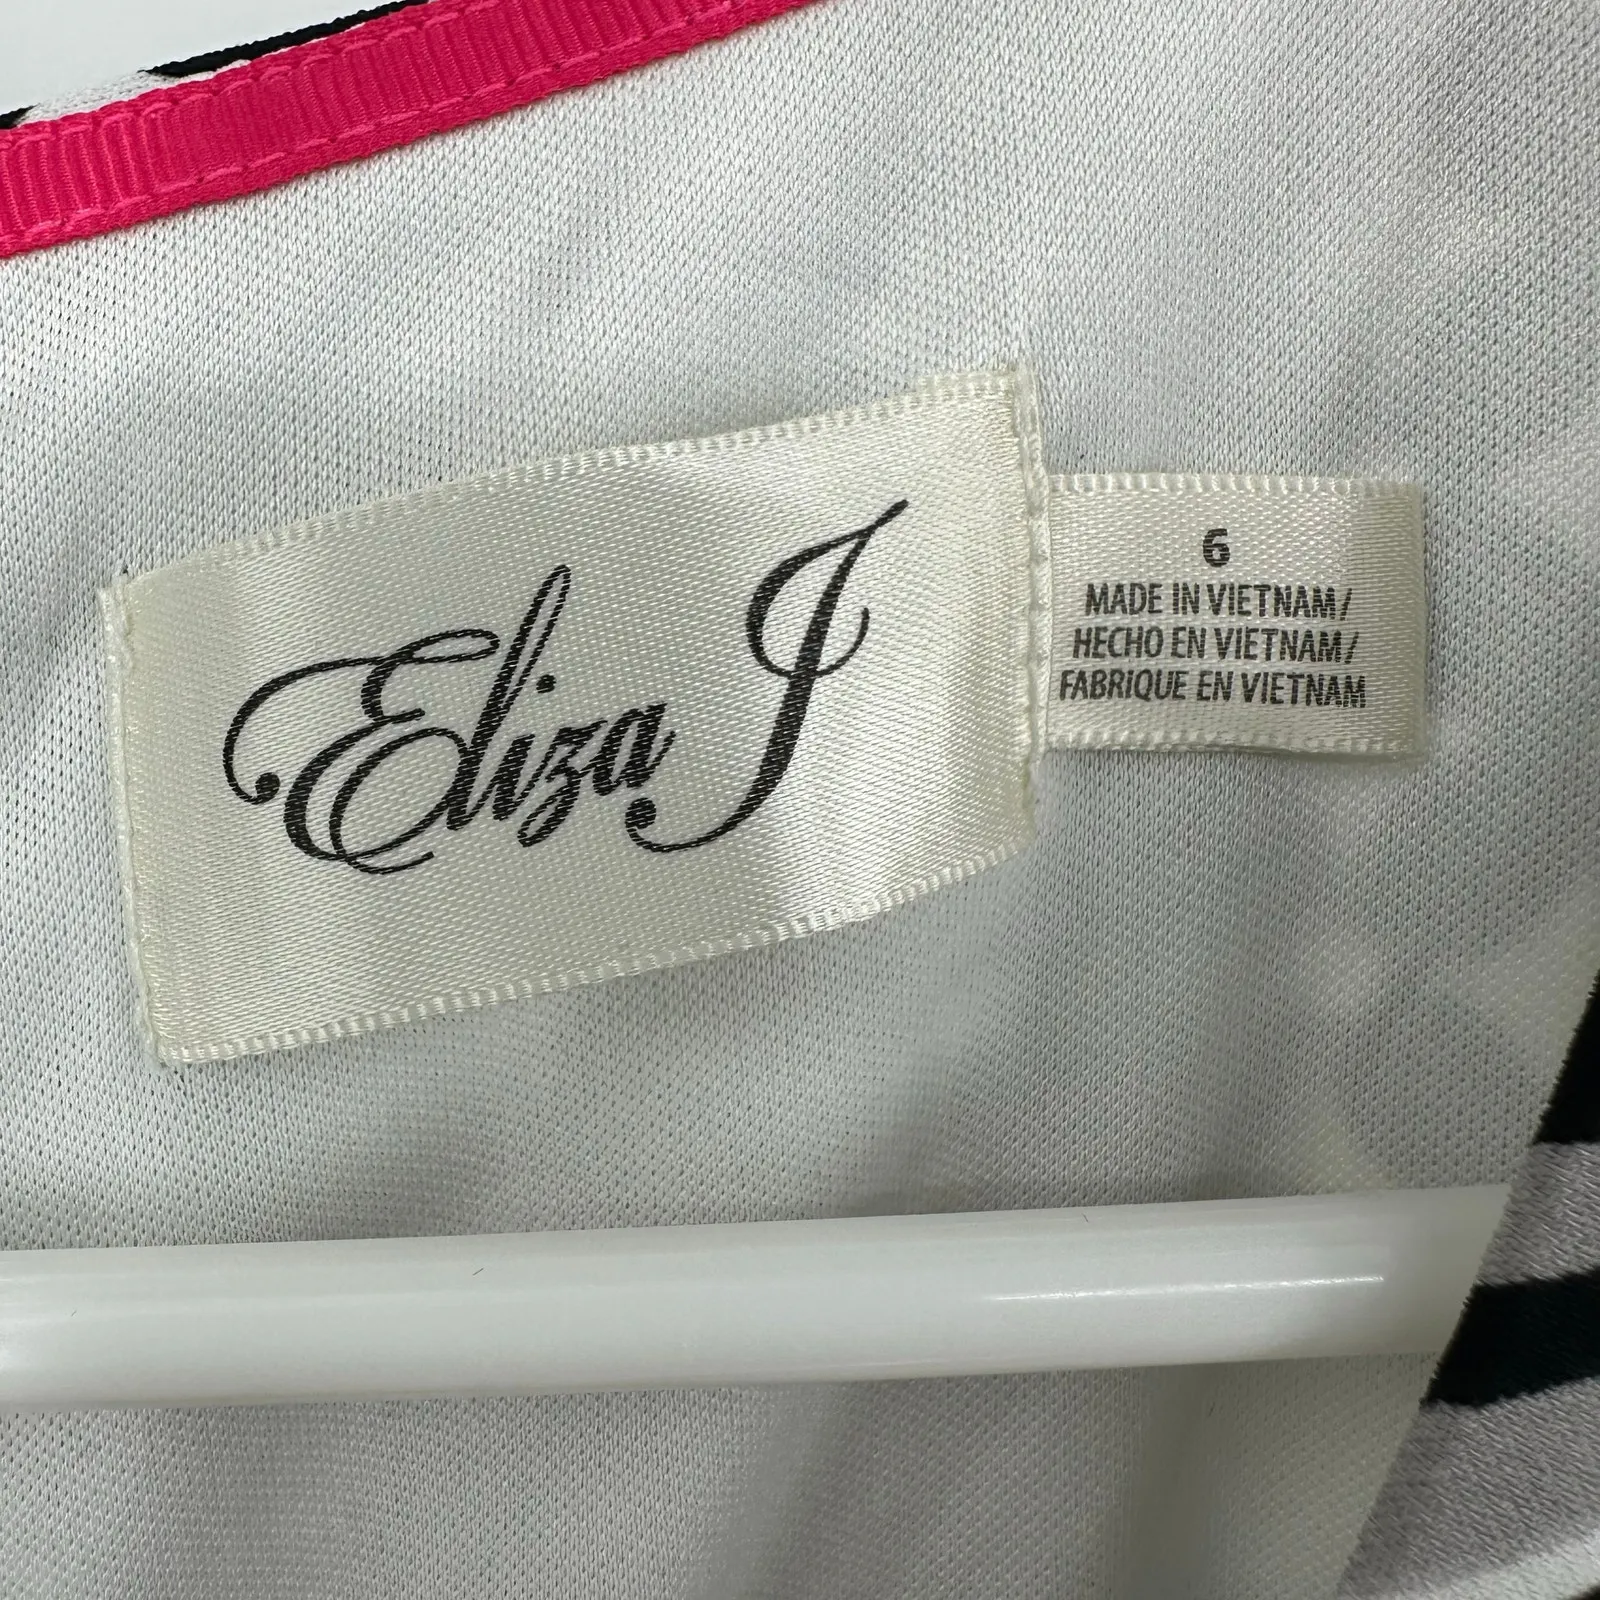 Eliza J
6
MADE IN VIETNAM/
HECHO EN VIETNAM/
FABRIQUE EN VIETNAM